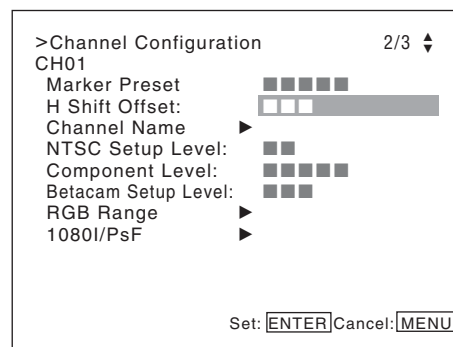 >Channel Configuration 2/3
CH01
Marker Preset ■■■■■
H Shift Offset: ■■■
Channel Name ►
NTSC Setup Level: ■■
Component Level: ■■■■■
Betacam Setup Level: ■■■
RGB Range ►
1080I/PsF ►
Set: ENTER Cancel: MENU